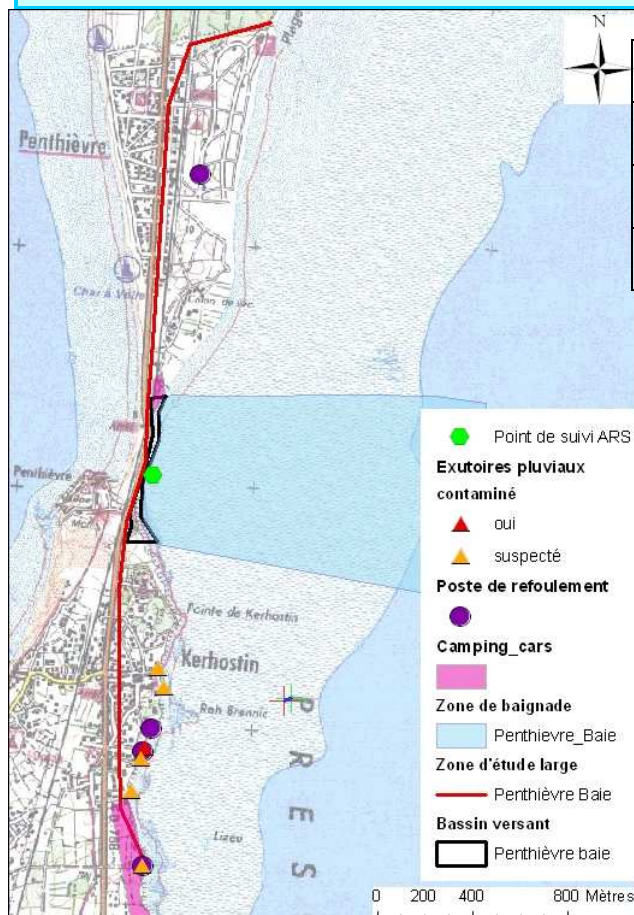 N
Plage
Penthièvre
Char à Voile
Penthièvre
Pointe de Kerhostin
Kerhostin
Roh Brennic
P
R
E
S
Lizeu
D 768
Point de suivi ARS
Exutoires pluviaux
contaminé
oui
suspecté
Poste de refoulement
Camping_cars
Zone de baignade
Penthievre_Baie
Zone d'étude large
Penthièvre Baie
Bassin versant
Penthièvre baie
0 200 400 800 Mètres